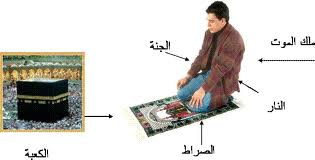 ملك الموت
الجنة
النار
الصراط
الكعبة